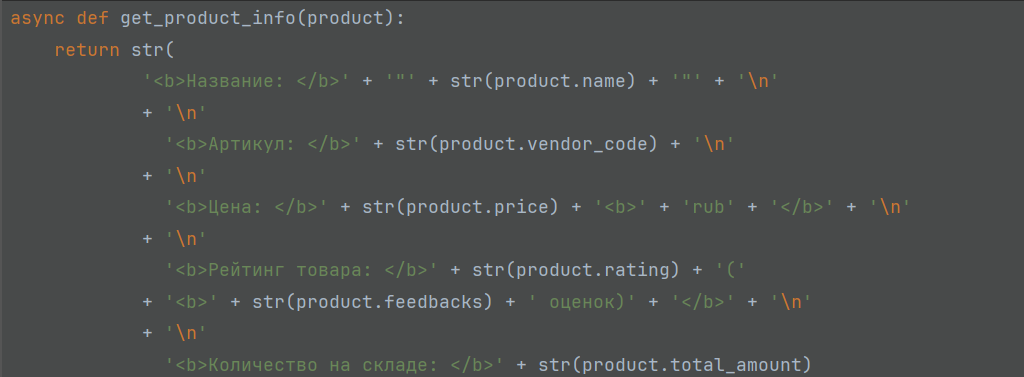 async def get_product_info(product):
    return str(
            '<b>Название: </b>' + '"' + str(product.name) + '"' + '\n'
            + '\n'
              '<b>Артикул: </b>' + str(product.vendor_code) + '\n'
            + '\n'
              '<b>Цена: </b>' + str(product.price) + '<b>' + 'rub' + '</b>' + '\n'
            + '\n'
              '<b>Рейтинг товара: </b>' + str(product.rating) + '('
            + '<b>' + str(product.feedbacks) + ' оценок)' + '</b>' + '\n'
            + '\n'
              '<b>Количество на складе: </b>' + str(product.total_amount)